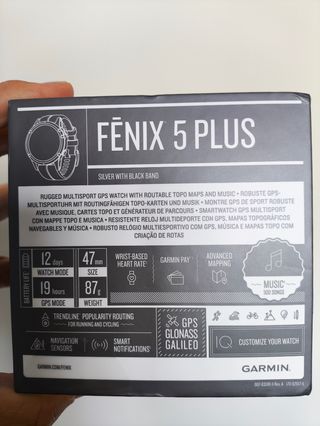 FĒNIX 5 PLUS
SILVER WITH BLACK BAND
RUGGED MULTISPORT GPS WATCH WITH ROUTABLE TOPO MAPS AND MUSIC • ROBUSTE GPS-
MULTISPORTUHR MIT ROUTINGFÄHIGEN TOPO-KARTEN UND MUSIK • MONTRE GPS DE SPORT ROBUSTE
AVEC MUSIQUE, CARTES TOPO ET GÉNÉRATEUR DE PARCOURS • SMARTWATCH GPS MULTISPORT
CON MAPPE TOPO E MUSICA • RESISTENTE RELOJ MULTIDEPORTE CON GPS, MAPAS TOPOGRÁFICOS
NAVEGABLES Y MÚSICA • ROBUSTO RELÓGIO MULTIDESPORTIVO COM GPS, MÚSICA E MAPAS TOPO COM
CRIAÇÃO DE ROTAS
BATTERY LIFE
12
DAYS
WATCH MODE
47
mm
SIZE
19
HOURS
GPS MODE
87
g
WEIGHT
WRIST-BASED
HEART RATE
GARMIN PAY
ADVANCED
MAPPING
MUSIC
500 SONGS
TRENDLINE POPULARITY ROUTING
FOR RUNNING AND CYCLING
NAVIGATION
SENSORS
SMART
NOTIFICATIONS
GPS
GLONASS
GALILEO
IQ
CUSTOMIZE YOUR WATCH
GARMIN.COM/FENIX
GARMIN.